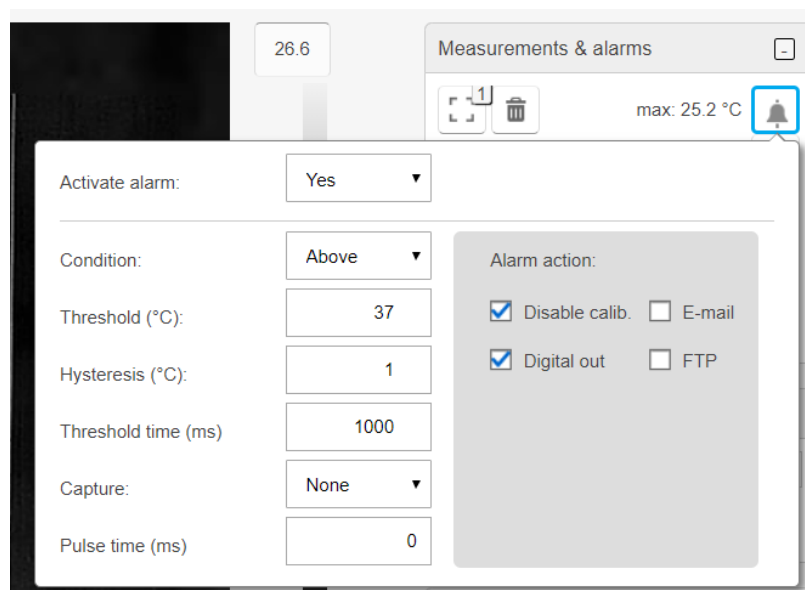 26.6
Measurements & alarms
1
max: 25.2 °C
Activate alarm: Yes
Condition: Above
Alarm action:
Threshold (°C): 37
Disable calib. E-mail
Hysteresis (°C): 1
Digital out FTP
Threshold time (ms) 1000
Capture: None
Pulse time (ms) 0